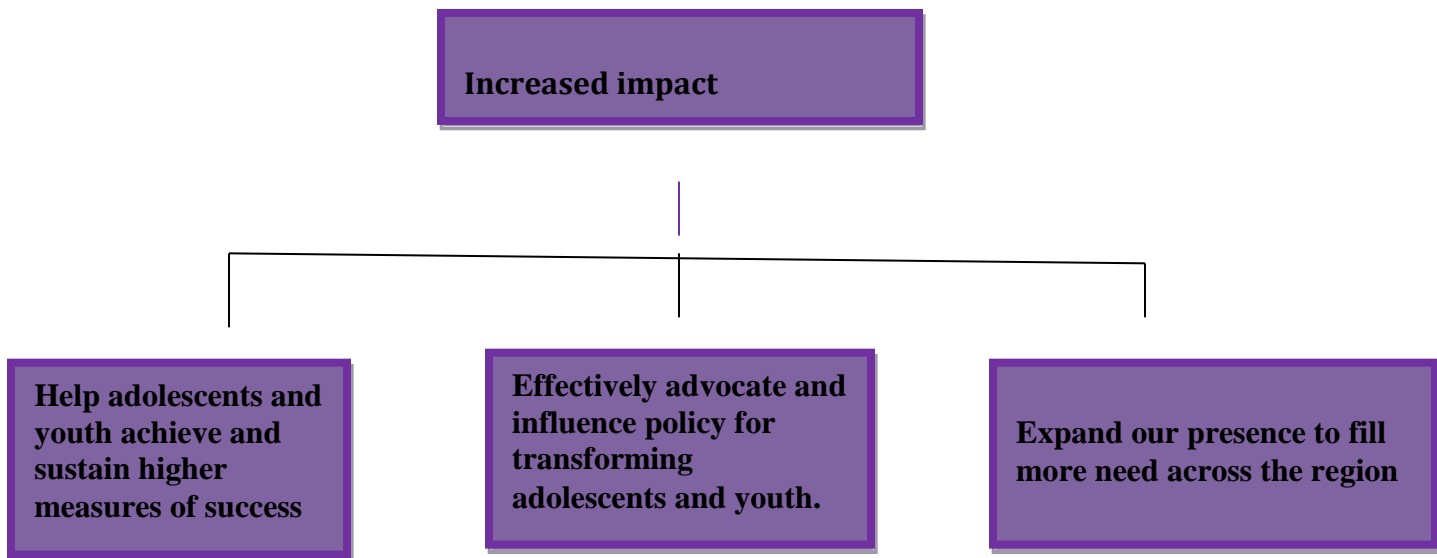 Increased impact
Help adolescents and
youth achieve and
sustain higher
measures of success
Effectively advocate and
influence policy for
transforming
adolescents and youth.
Expand our presence to fill
more need across the region